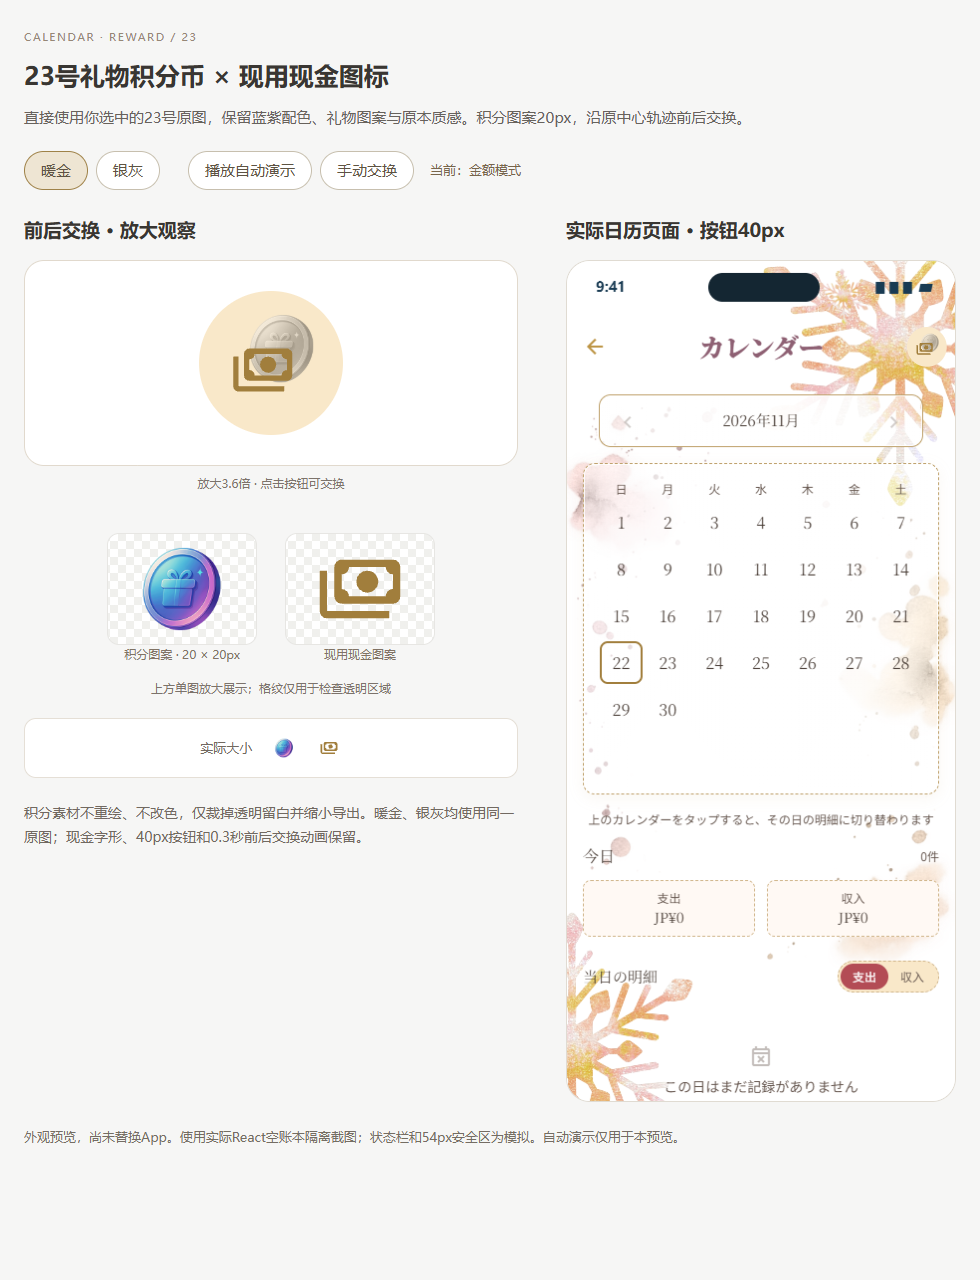 CALENDAR · REWARD / 23
23号礼物积分币 × 现用现金图标
直接使用你选中的23号原图，保留蓝紫配色、礼物图案与原本质感。积分图案20px，沿原中心轨迹前后交换。
暖金 银灰 播放自动演示 手动交换 当前：金额模式
前后交换 • 放大观察
放大3.6倍 · 点击按钮可交换
积分图案 · 20 × 20px 现用现金图案
上方单图放大展示；格纹仅用于检查透明区域
实际大小
积分素材不重绘、不改色，仅裁掉透明留白并缩小导出。暖金、银灰均使用同一
原图；现金字形、40px按钮和0.3秒前后交换动画保留。
实际日历页面 • 按钮40px
9:41
カレンダー
2026年11月
日 月 火 水 木 金 土
1 2 3 4 5 6 7
8 9 10 11 12 13 14
15 16 17 18 19 20 21
22 23 24 25 26 27 28
29 30
上のカレンダーをタップすると、その日の明細に切り替わります
今日 0件
支出 収入
JP¥0 JP¥0
当日の明細 支出 収入
この日はまだ記録がありません
外观预览，尚未替换App。使用实际React空账本隔离截图；状态栏和54px安全区为模拟。自动演示仅用于本预览。